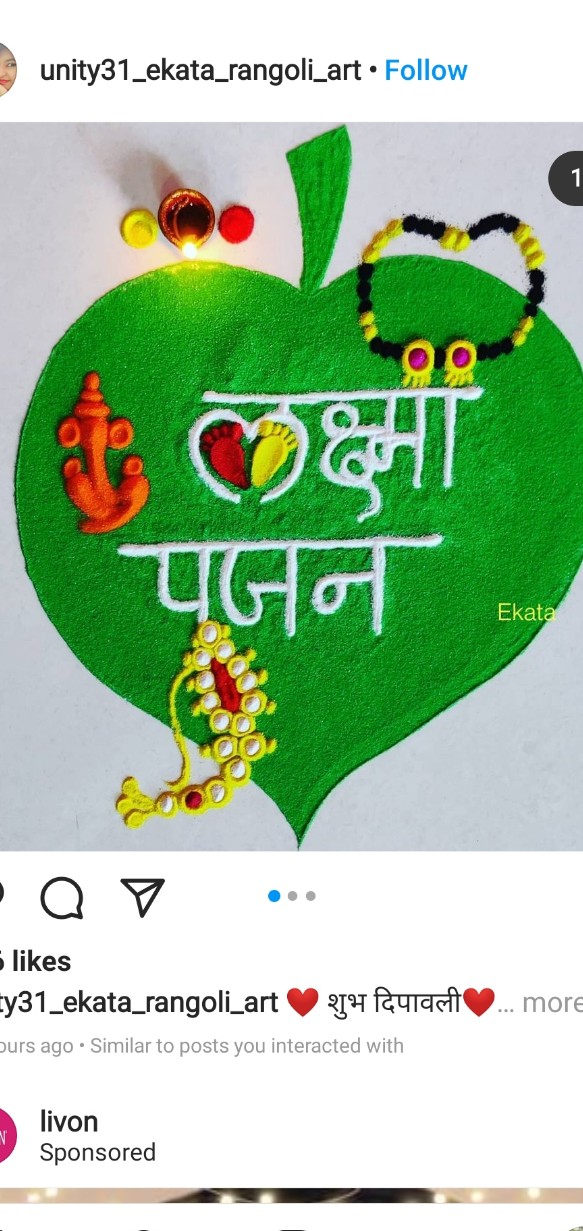 unity31_ekata_rangoli_art • Follow
1
लक्ष्मी
पूजन
Ekata
likes
ty31_ekata_rangoli_art ❤️ शुभ दिपावली❤️... more
ours ago • Similar to posts you interacted with
livon
Sponsored